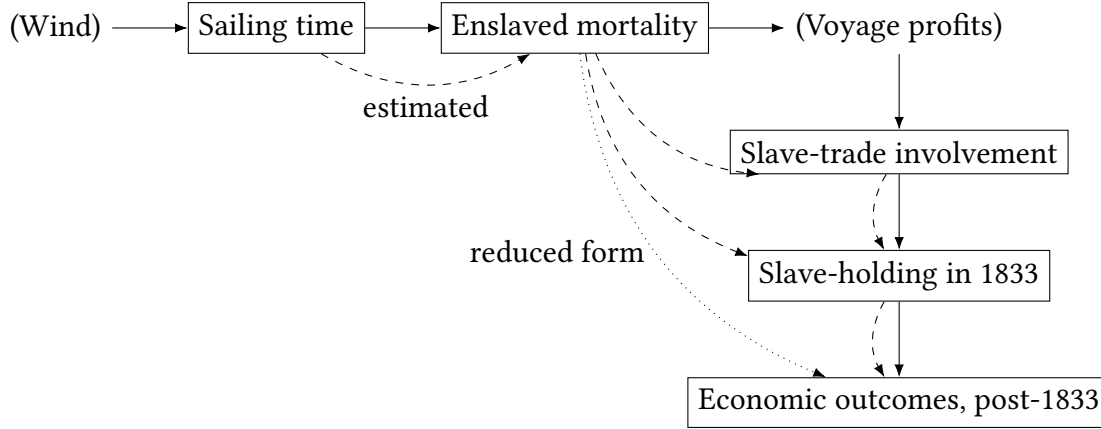 (Wind)
Sailing time
Enslaved mortality
(Voyage profits)
estimated
Slave-trade involvement
reduced form
Slave-holding in 1833
Economic outcomes, post-1833